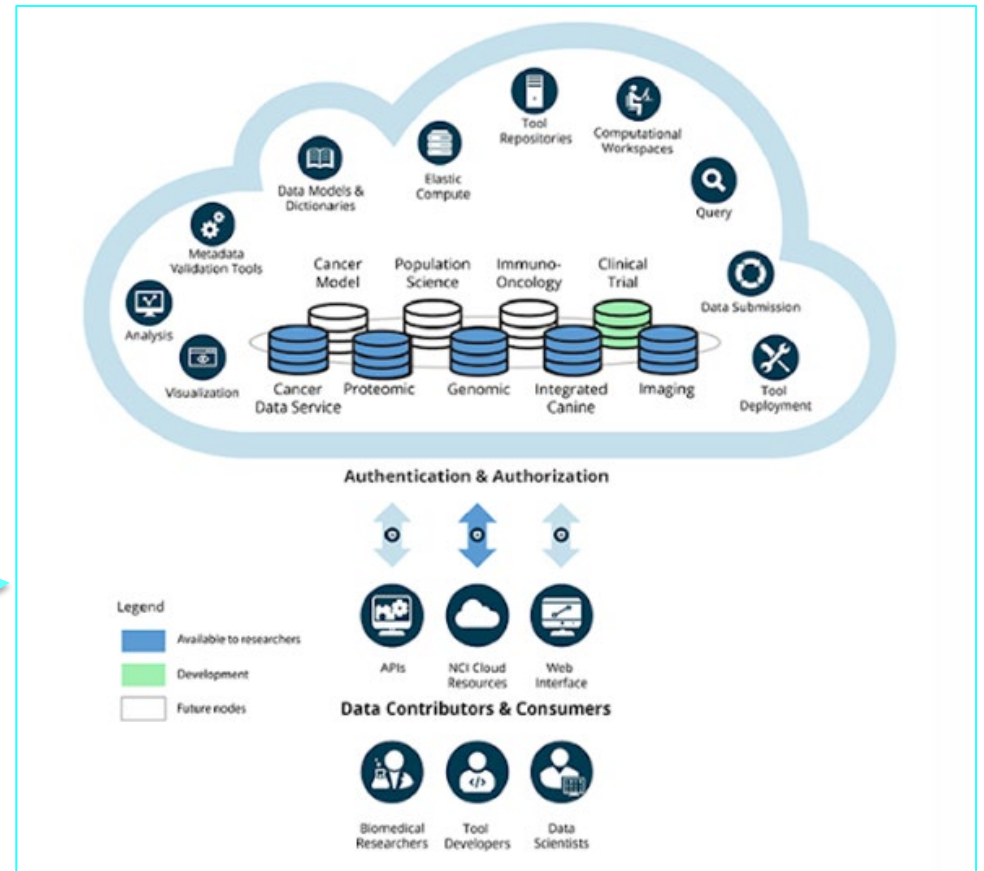 Tool
Repositories
Computational
Workspaces
Elastic
Compute
Data Models &
Dictionaries
Query
Metadata
Validation Tools
Cancer
Model
Population
Science
Immuno-
Oncology
Clinical
Trial
Data Submission
Analysis
Visualization
Cancer
Data Service
Proteomic
Genomic
Integrated
Canine
Imaging
Tool
Deployment
Authentication & Authorization
Legend
Available to researchers
Development
Future nodes
APIs
NCI Cloud
Resources
Web
Interface
Data Contributors & Consumers
Biomedical
Researchers
Tool
Developers
Data
Scientists